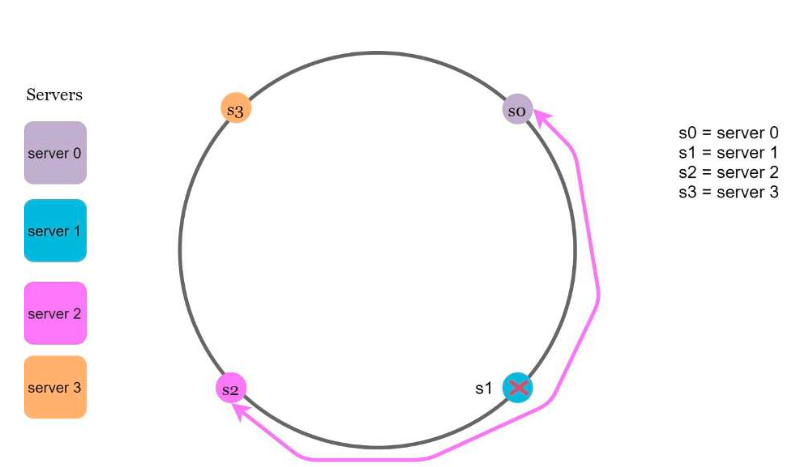 Servers
server 0
server 1
server 2
server 3
s3
s0
s1
s2
s0 = server 0
s1 = server 1
s2 = server 2
s3 = server 3